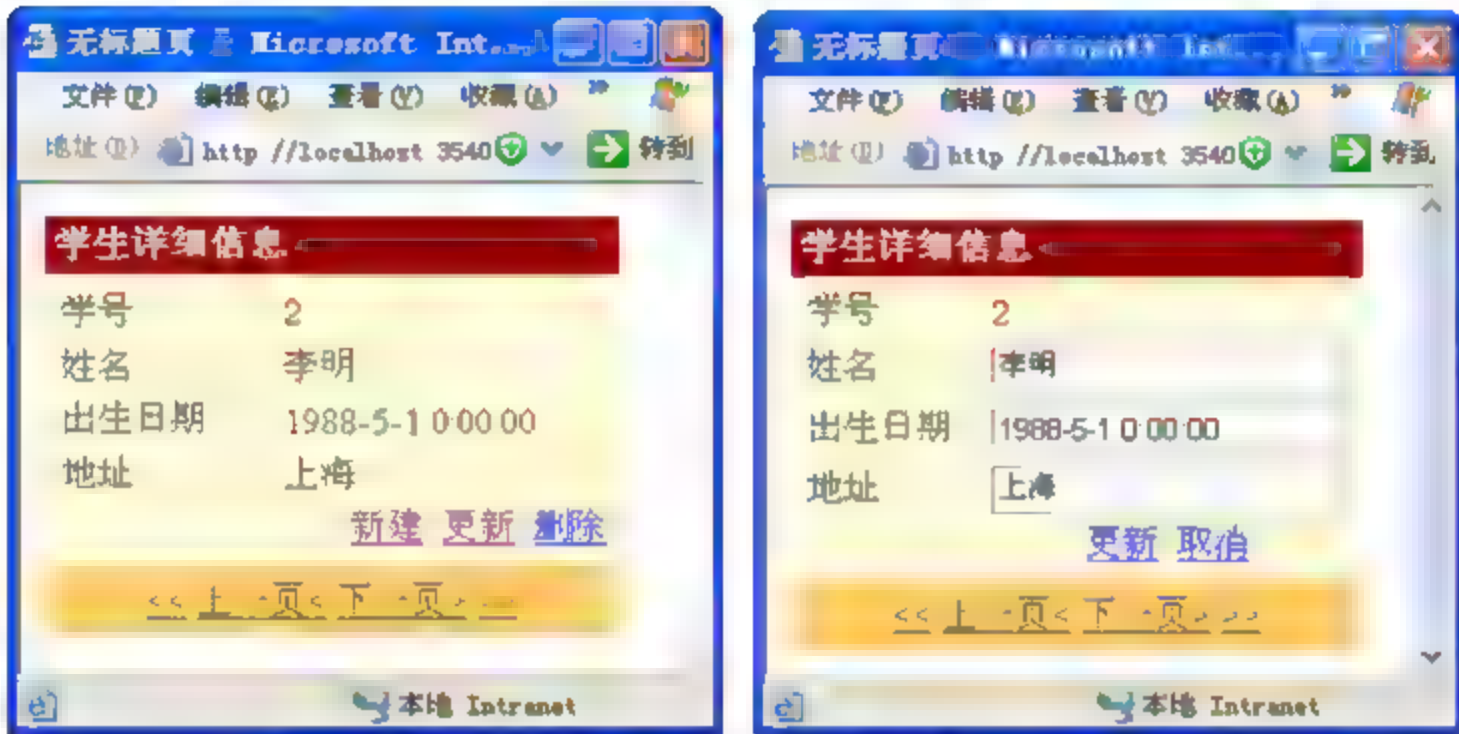 无标题页 - Microsoft Int...
文件(F) 编辑(E) 查看(V) 收藏(A) »
地址(D) http //localhost 3540 转到
学生详细信息
学号 2
姓名 李明
出生日期 1988-5-1 0 00 00
地址 上海
新建 更新 删除
<< 上一页< 下一页>
本地 Intranet
无标题页
文件(F) 编辑(E) 查看(V) 收藏(A) »
地址(D) http //localhost 3540 转到
学生详细信息
学号 2
姓名 李明
出生日期 1988-5-1 0 00 00
地址 上海
更新 取消
<< 上一页< 下一页> >>
本地 Intranet